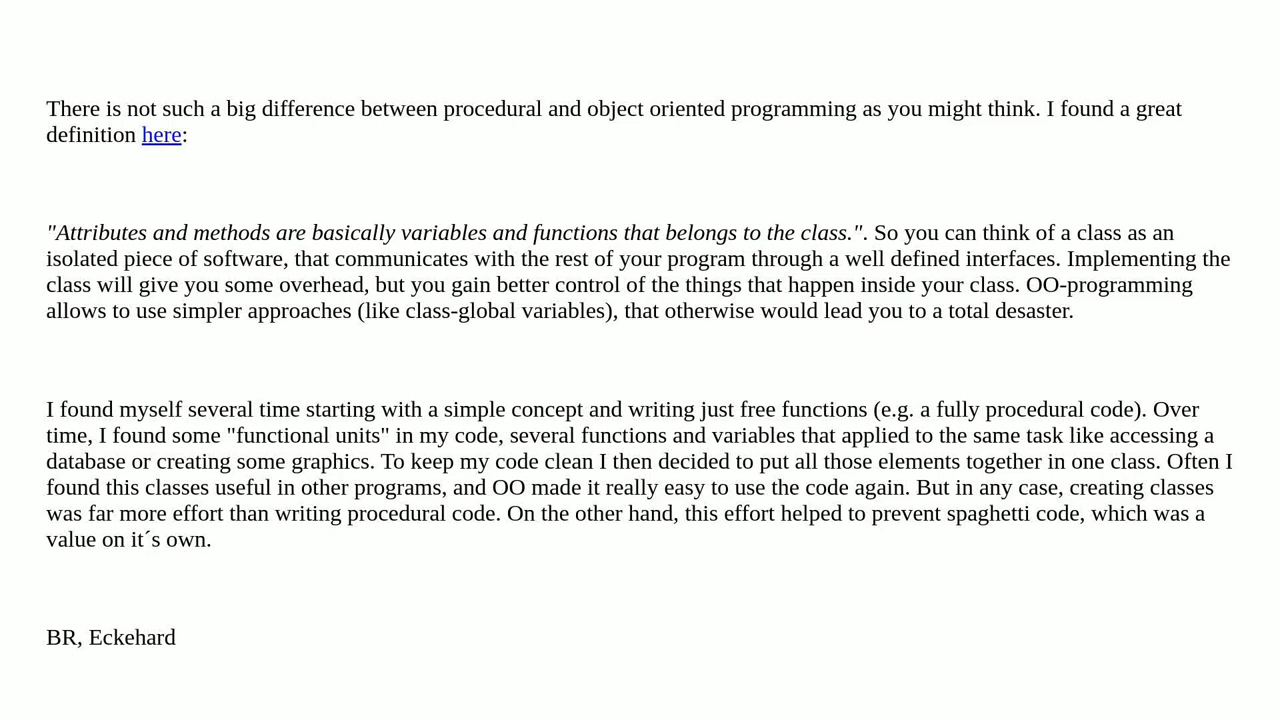 There is not such a big difference between procedural and object oriented programming as you might think. I found a great
definition here:
"Attributes and methods are basically variables and functions that belongs to the class.". So you can think of a class as an
isolated piece of software, that communicates with the rest of your program through a well defined interfaces. Implementing the
class will give you some overhead, but you gain better control of the things that happen inside your class. OO-programming
allows to use simpler approaches (like class-global variables), that otherwise would lead you to a total desaster.
I found myself several time starting with a simple concept and writing just free functions (e.g. a fully procedural code). Over
time, I found some "functional units" in my code, several functions and variables that applied to the same task like accessing a
database or creating some graphics. To keep my code clean I then decided to put all those elements together in one class. Often I
found this classes useful in other programs, and OO made it really easy to use the code again. But in any case, creating classes
was far more effort than writing procedural code. On the other hand, this effort helped to prevent spaghetti code, which was a
value on it´s own.
BR, Eckehard